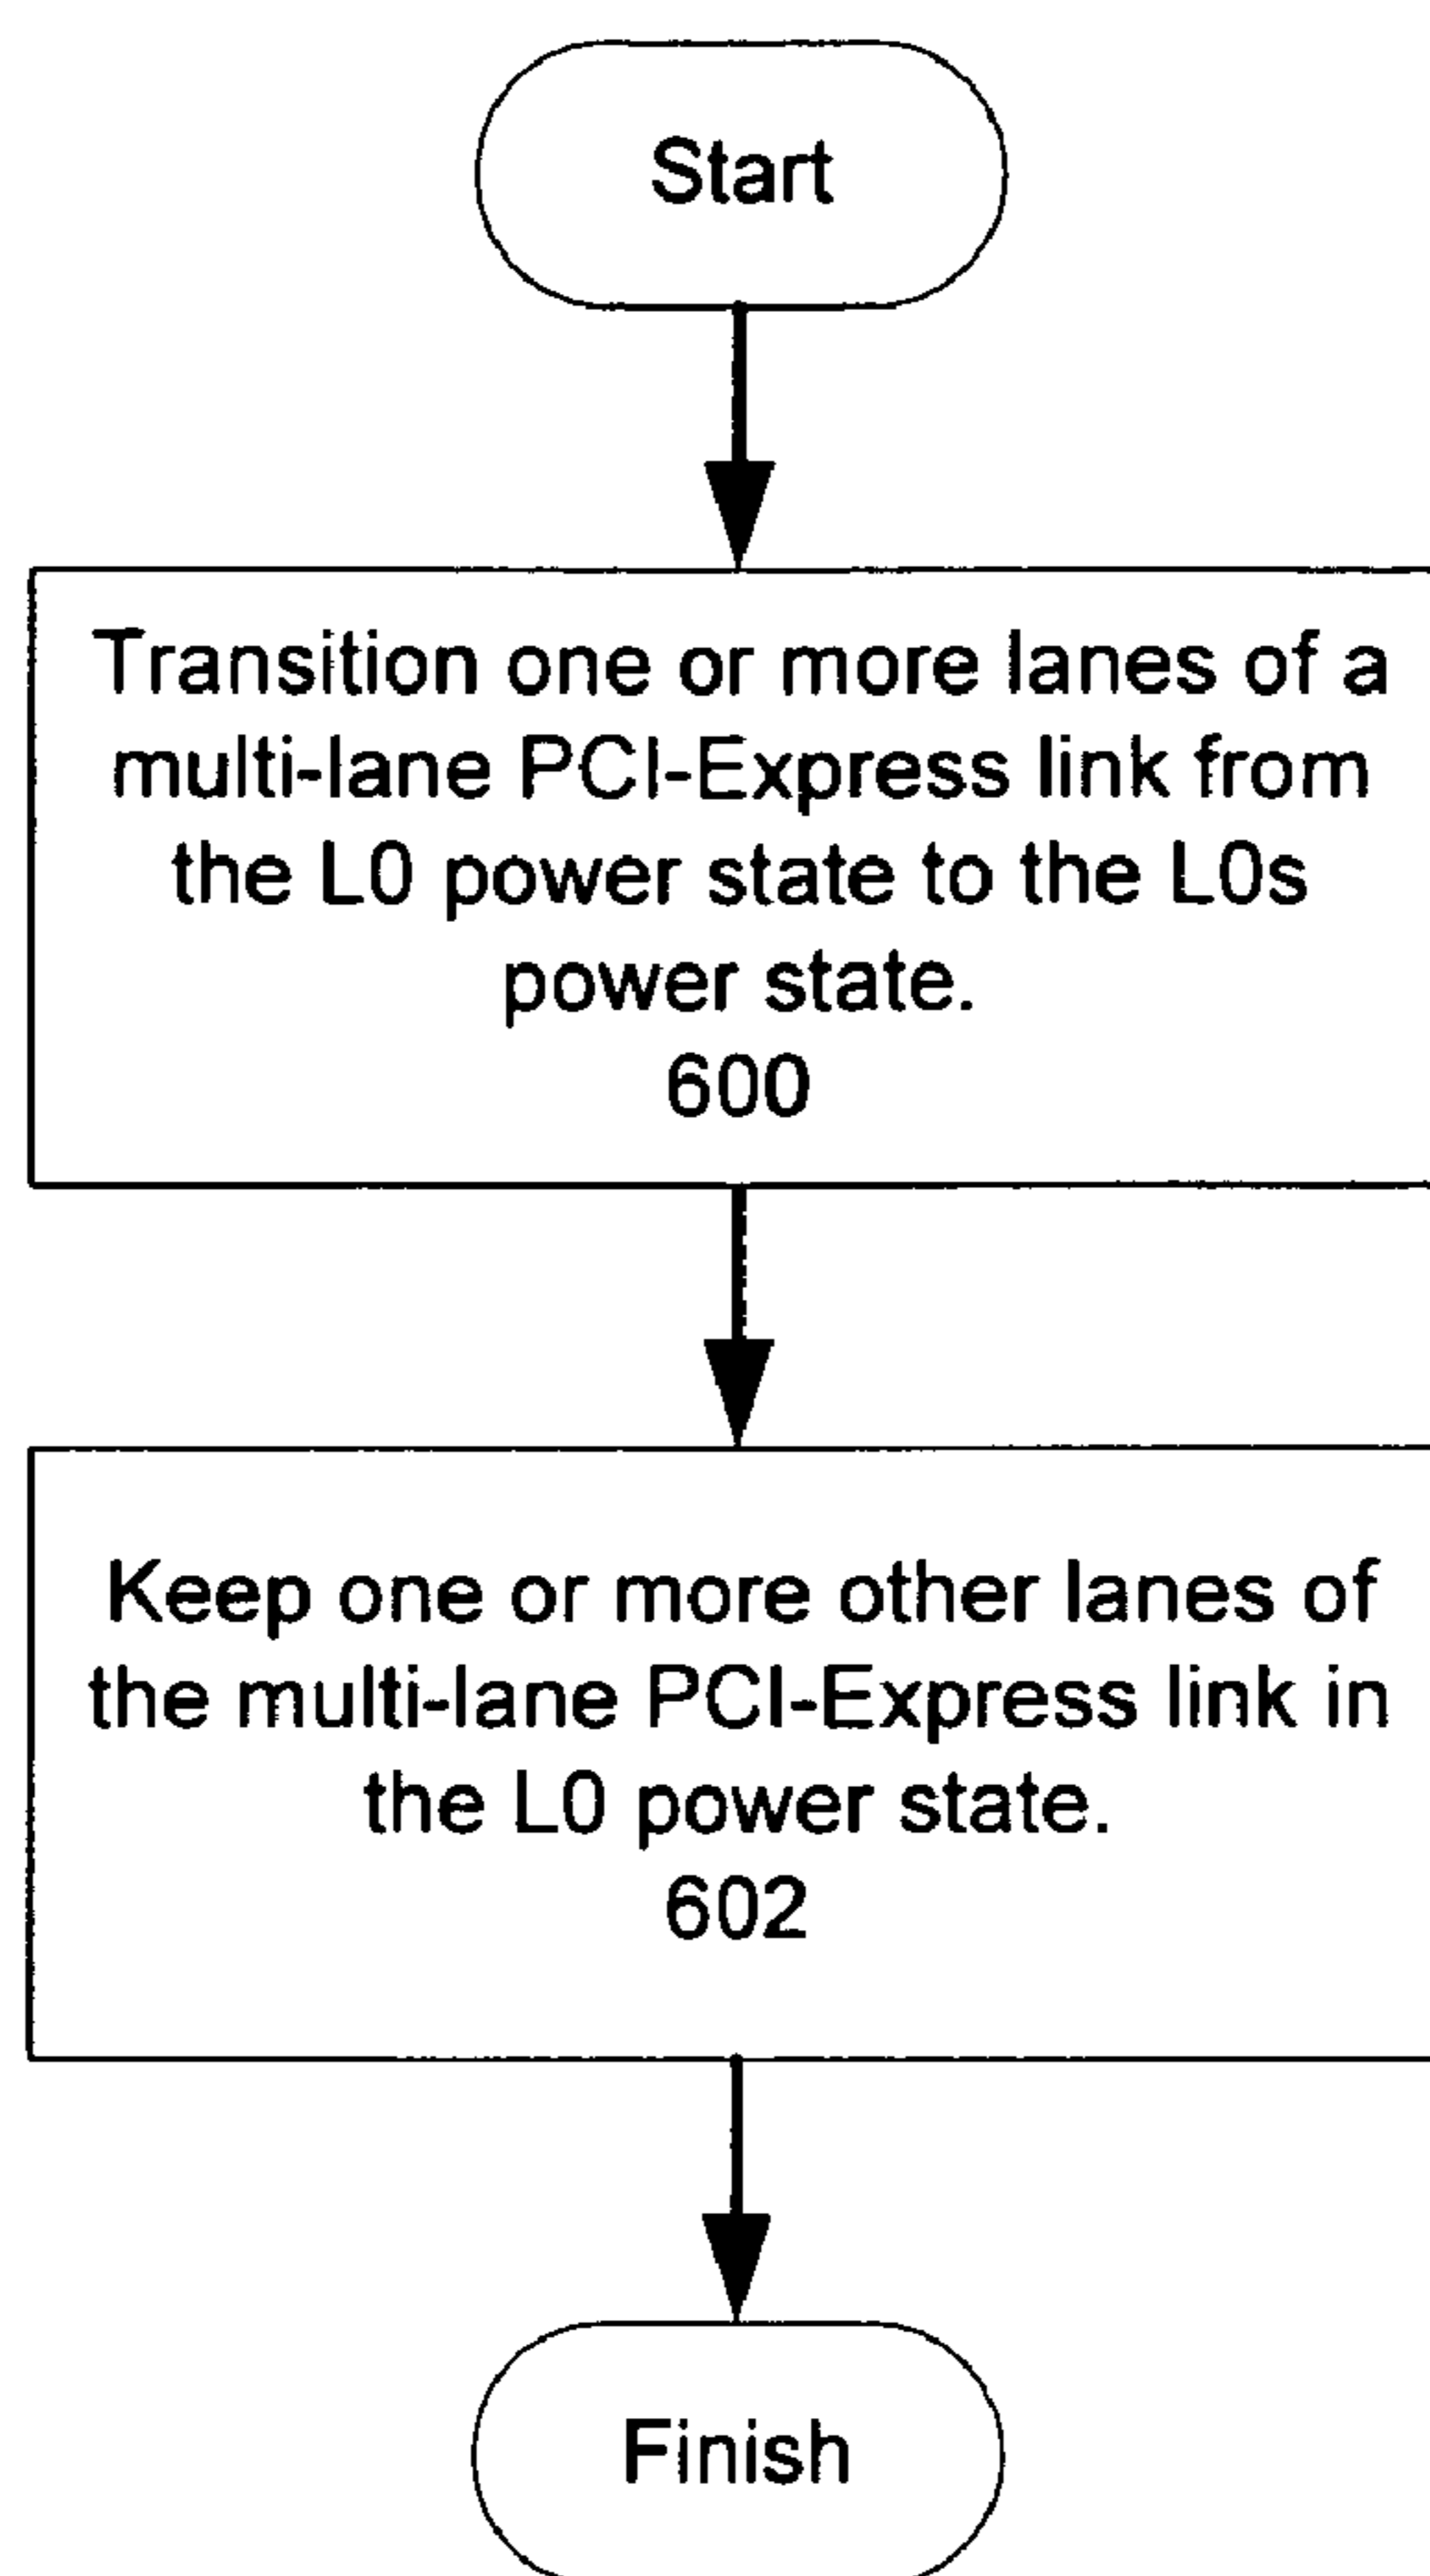 Start
Transition one or more lanes of a
multi-lane PCI-Express link from
the L0 power state to the L0s
power state.
600
Keep one or more other lanes of
the multi-lane PCI-Express link in
the L0 power state.
602
Finish